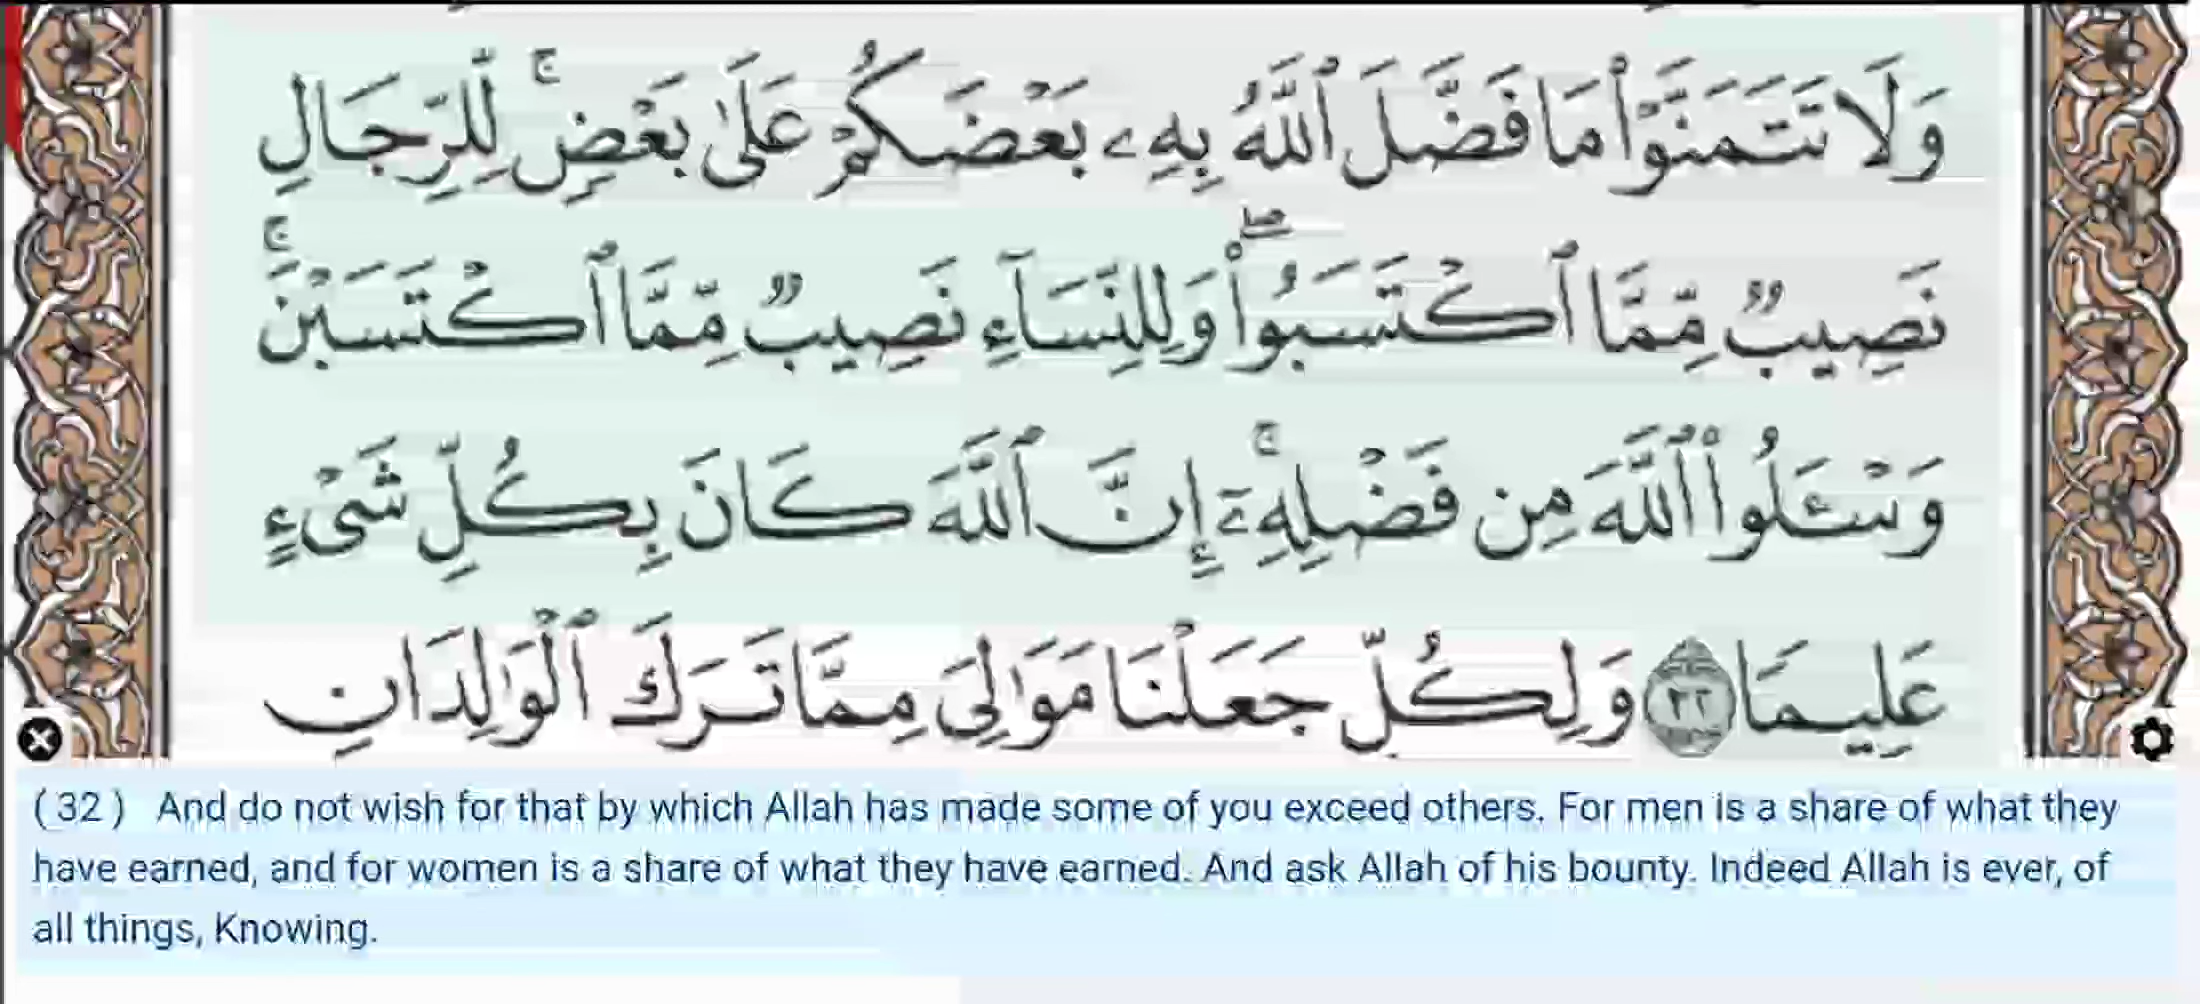 وَلَا تَتَمَنَّوْا۟ مَا فَضَّلَ ٱللَّهُ بِهِۦ بَعْضَكُمْ عَلَىٰ بَعْضٍ ۚ لِّلرِّجَالِ
نَصِيبٌ مِّمَّا ٱكْتَسَبُوا۟ ۖ وَلِلنِّسَآءِ نَصِيبٌ مِّمَّا ٱكْتَسَبْنَ ۚ
وَسْـَٔلُوا۟ ٱللَّهَ مِن فَضْلِهِۦٓ ۚ إِنَّ ٱللَّهَ كَانَ بِكُلِّ شَىْءٍ
عَلِيمًا ٣٢ وَلِكُلٍّ جَعَلْنَا مَوَٰلِىَ مِمَّا تَرَكَ ٱلْوَٰلِدَانِ
( 32 ) And do not wish for that by which Allah has made some of you exceed others. For men is a share of what they
have earned, and for women is a share of what they have earned. And ask Allah of his bounty. Indeed Allah is ever, of
all things, Knowing.